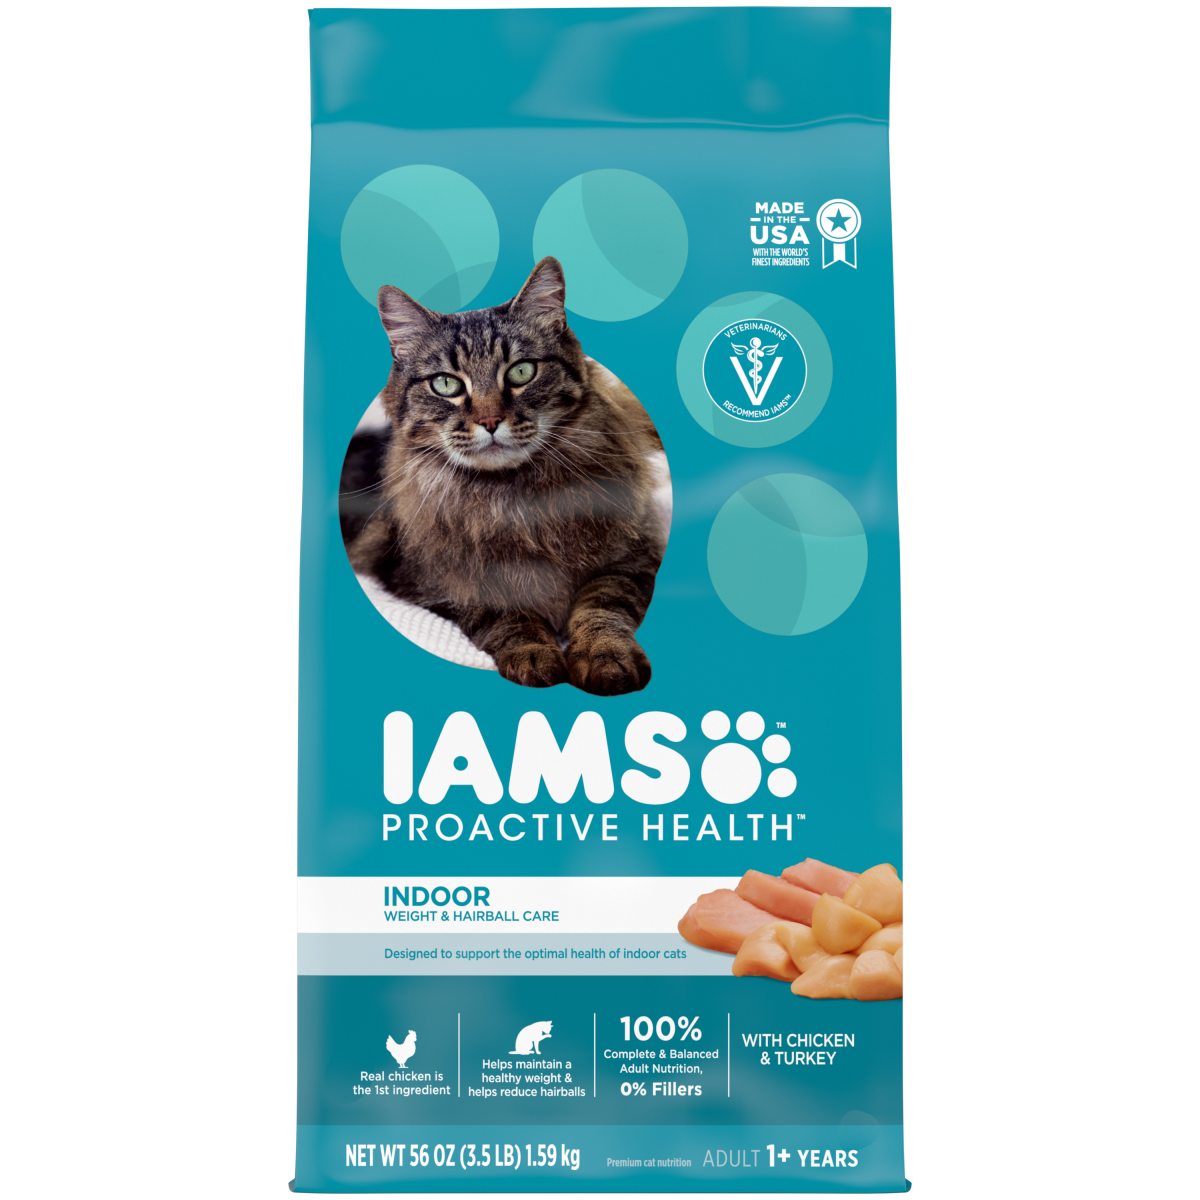 MADE
IN THE
USA
WITH THE WORLD'S
FINEST INGREDIENTS
VETERINARIANS
V
RECOMMEND IAMS™
IAMS™
PROACTIVE HEALTH™
INDOOR
WEIGHT & HAIRBALL CARE
Designed to support the optimal health of indoor cats
Real chicken is
the 1st ingredient
Helps maintain a
healthy weight &
helps reduce hairballs
100%
Complete & Balanced
Adult Nutrition,
0% Fillers
WITH CHICKEN
& TURKEY
NET WT 56 OZ (3.5 LB) 1.59 kg
Premium cat nutrition
ADULT 1+ YEARS